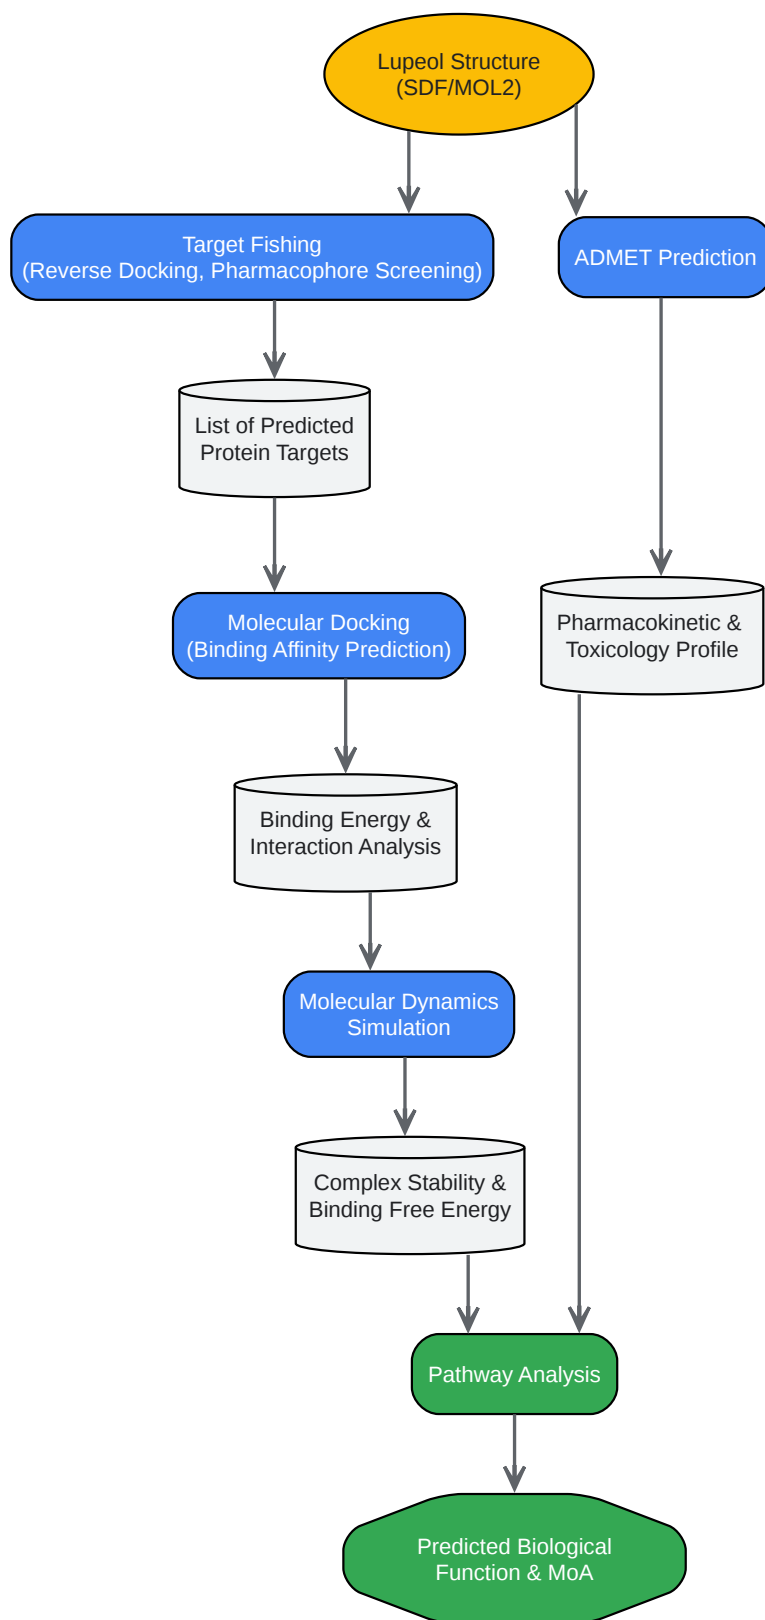 Lupeol Structure
(SDF/MOL2)
Target Fishing
(Reverse Docking, Pharmacophore Screening)
ADMET Prediction
List of Predicted
Protein Targets
Molecular Docking
(Binding Affinity Prediction)
Pharmacokinetic &
Toxicology Profile
Binding Energy &
Interaction Analysis
Molecular Dynamics
Simulation
Complex Stability &
Binding Free Energy
Pathway Analysis
Predicted Biological
Function & MoA